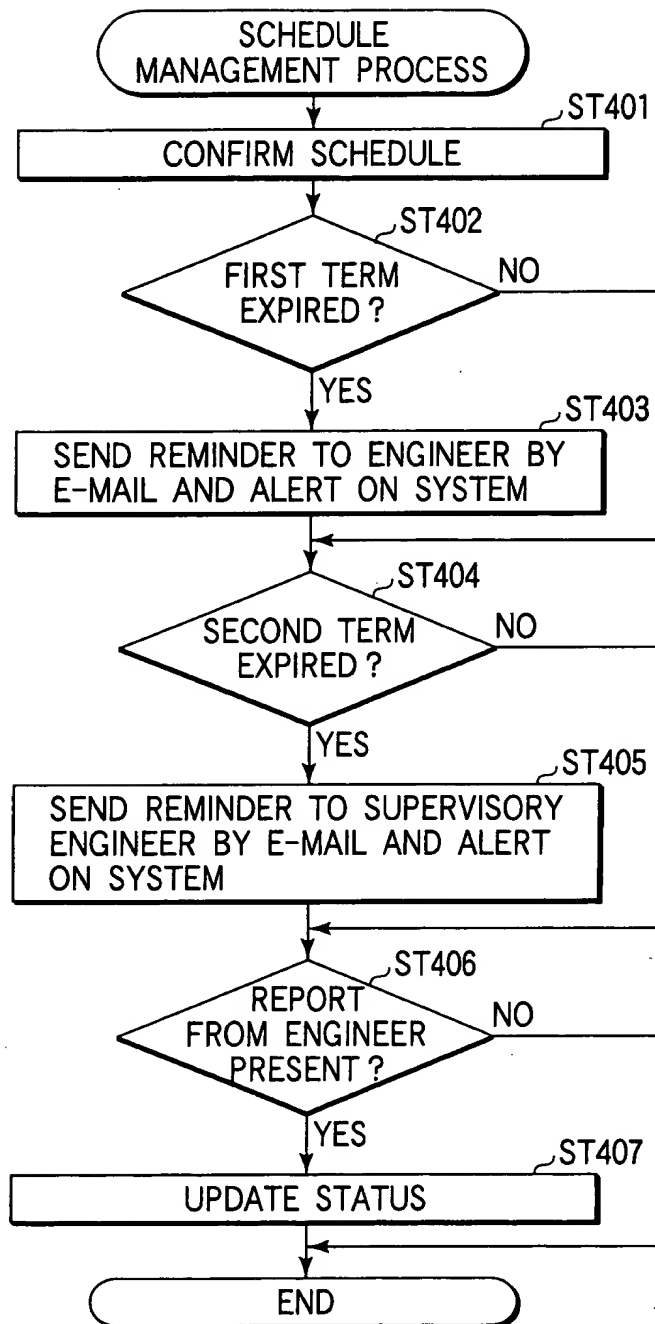 SCHEDULE
MANAGEMENT PROCESS
ST401
CONFIRM SCHEDULE
ST402
FIRST TERM
EXPIRED ?
NO
YES
ST403
SEND REMINDER TO ENGINEER BY
E-MAIL AND ALERT ON SYSTEM
ST404
SECOND TERM
EXPIRED ?
NO
YES
ST405
SEND REMINDER TO SUPERVISORY
ENGINEER BY E-MAIL AND ALERT
ON SYSTEM
ST406
REPORT
FROM ENGINEER
PRESENT ?
NO
YES
ST407
UPDATE STATUS
END